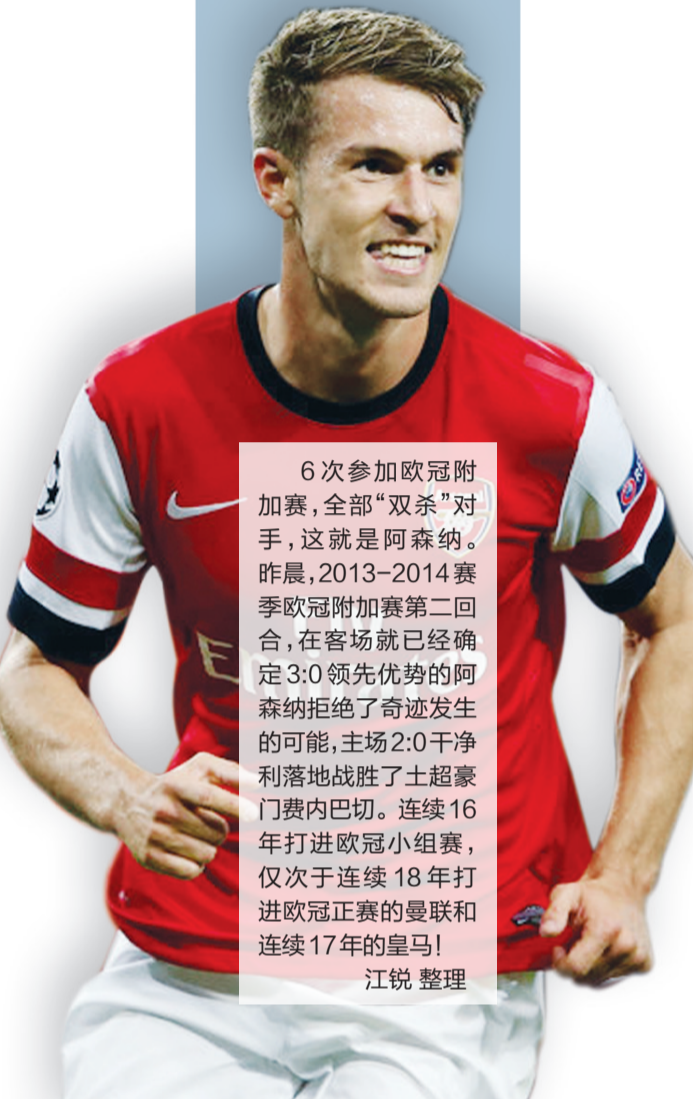 6次参加欧冠附
加赛，全部“双杀”对
手，这就是阿森纳。
昨晨，2013-2014赛
季欧冠附加赛第二回
合，在客场就已经确
定3:0领先优势的阿
森纳拒绝了奇迹发生
的可能，主场2:0干净
利落地战胜了土超豪
门费内巴切。连续16
年打进欧冠小组赛，
仅次于连续18年打
进欧冠正赛的曼联和
连续17年的皇马！
江锐 整理
Fly
Emirates